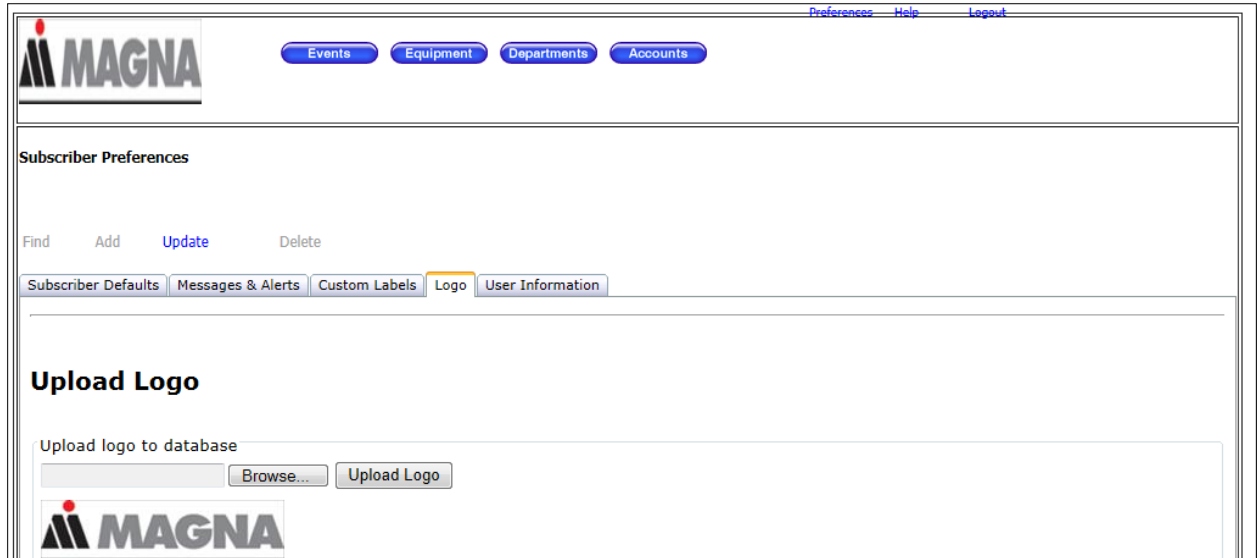 Preferences Help Logout
MAGNA
Events Equipment Departments Accounts
Subscriber Preferences
Find Add Update Delete
Subscriber Defaults Messages & Alerts Custom Labels Logo User Information
Upload Logo
Upload logo to database
Browse... Upload Logo
MAGNA